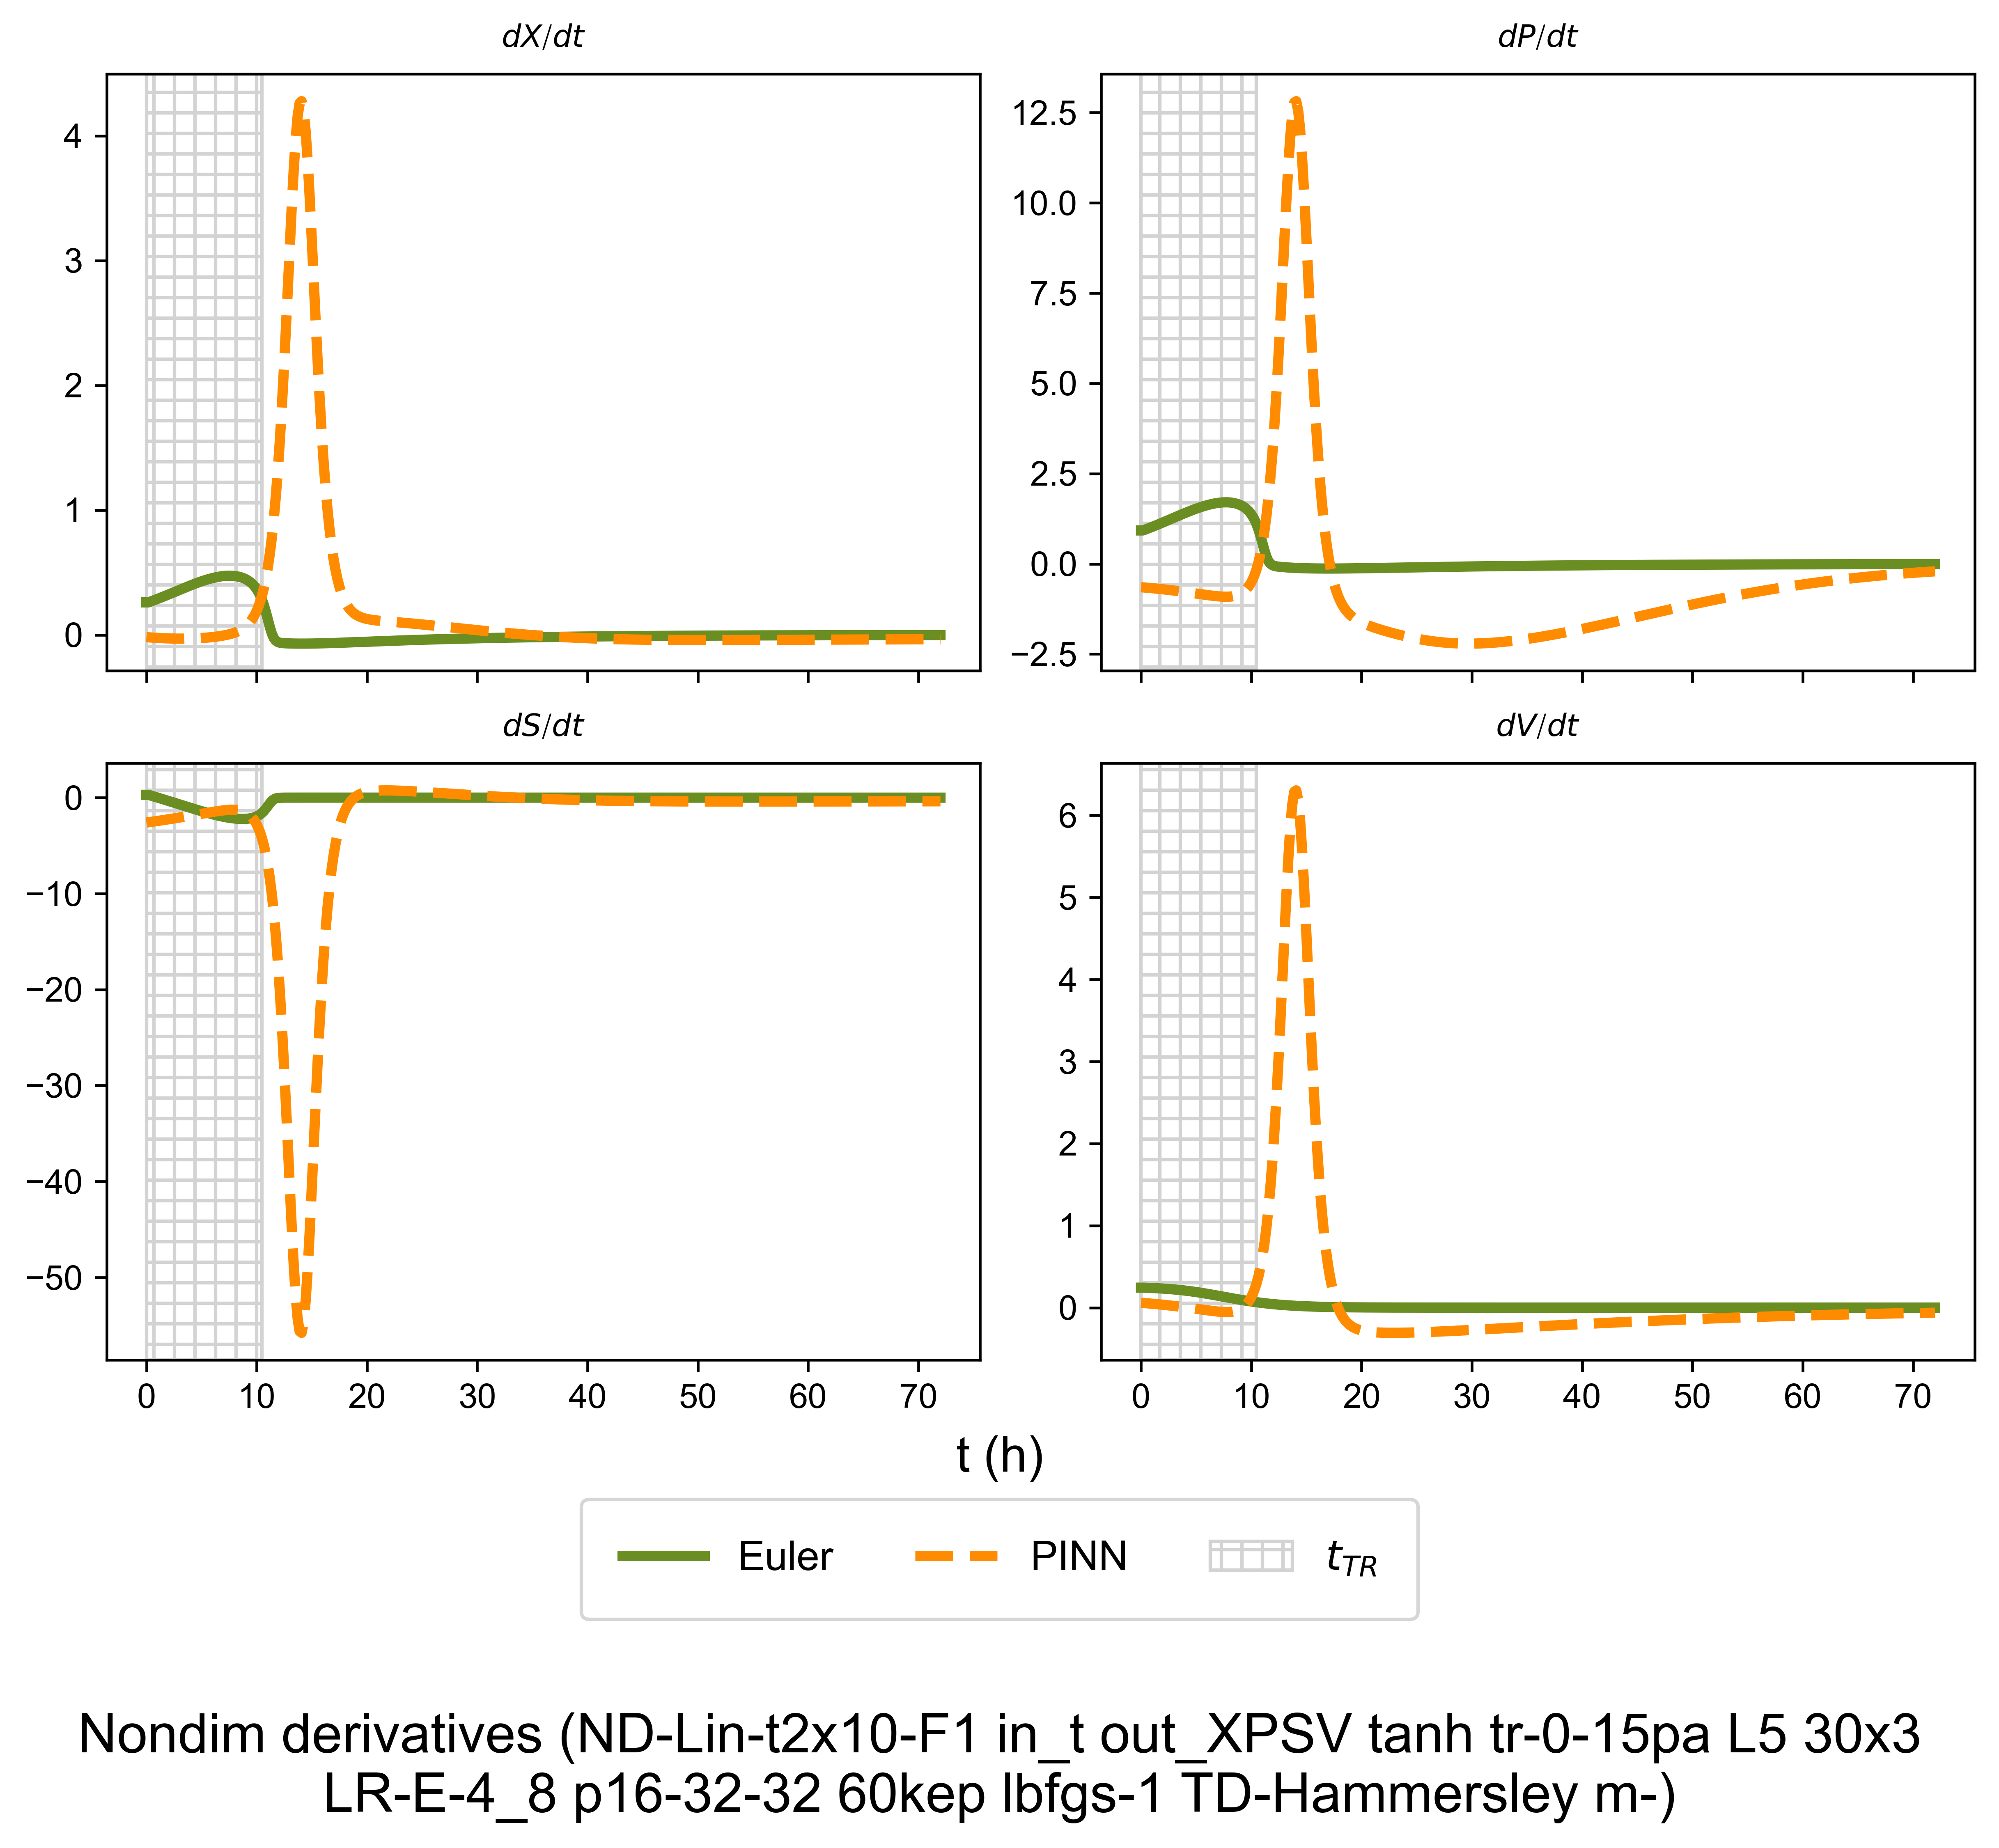 dX/dt
dP/dt
4
3
2
1
0
12.5
10.0
7.5
5.0
2.5
0.0
−2.5
dS/dt
dV/dt
0
−10
−20
−30
−40
−50
0 10 20 30 40 50 60 70
6
5
4
3
2
1
0
0 10 20 30 40 50 60 70
t (h)
Euler PINN t_TR
Nondim derivatives (ND-Lin-t2x10-F1 in_t out_XPSV tanh tr-0-15pa L5 30x3
LR-E-4_8 p16-32-32 60kep lbfgs-1 TD-Hammersley m-)